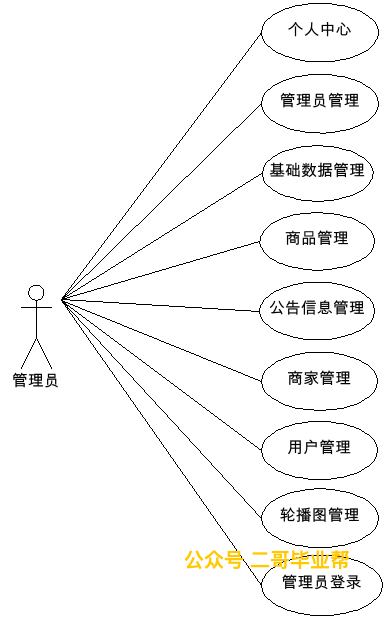 个人中心
管理员管理
基础数据管理
商品管理
公告信息管理
管理员
商家管理
用户管理
轮播图管理
公众号 二哥毕业帮
管理员登录